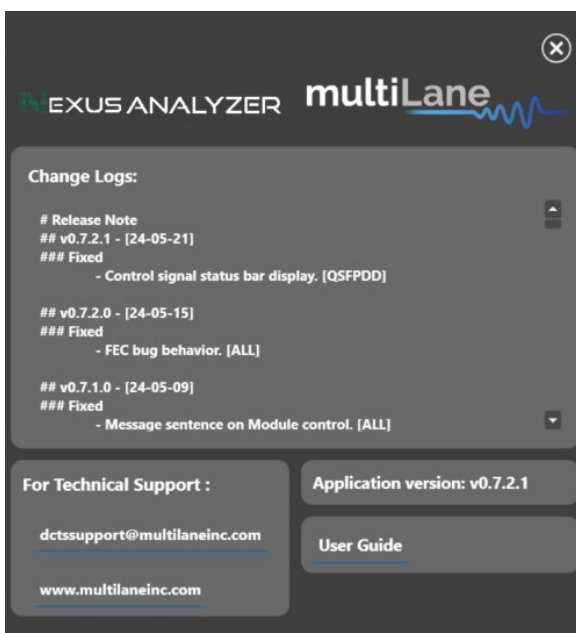 NEXUS ANALYZER
multiLane
Change Logs:
# Release Note
## v0.7.2.1 - [24-05-21]
### Fixed
- Control signal status bar display. [QSFPDD]
## v0.7.2.0 - [24-05-15]
### Fixed
- FEC bug behavior. [ALL]
## v0.7.1.0 - [24-05-09]
### Fixed
- Message sentence on Module control. [ALL]
For Technical Support :
dctssupport@multilaneinc.com
www.multilaneinc.com
Application version: v0.7.2.1
User Guide